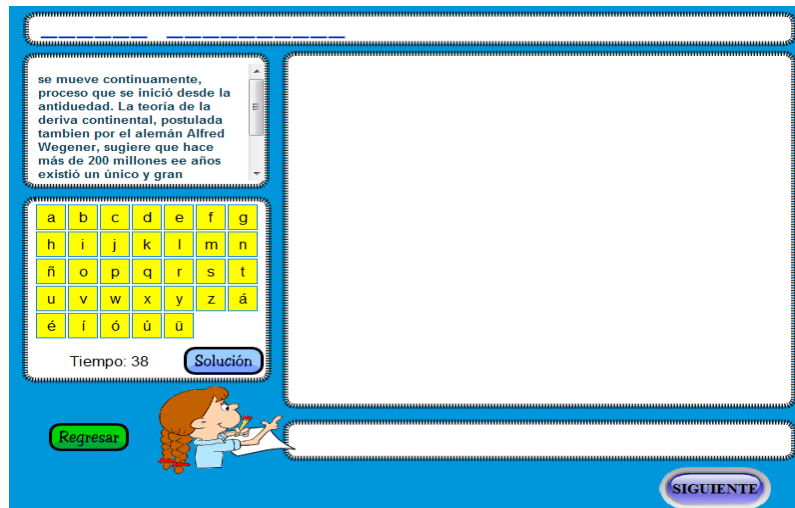 ______ __________
se mueve continuamente,
proceso que se inició desde la
antiduedad. La teoría de la
deriva continental, postulada
tambien por el alemán Alfred
Wegener, sugiere que hace
más de 200 millones ee años
existió un único y gran
a b c d e f g
h i j k l m n
ñ o p q r s t
u v w x y z á
é í ó ú ü
Tiempo: 38
Solución
Regresar
SIGUIENTE